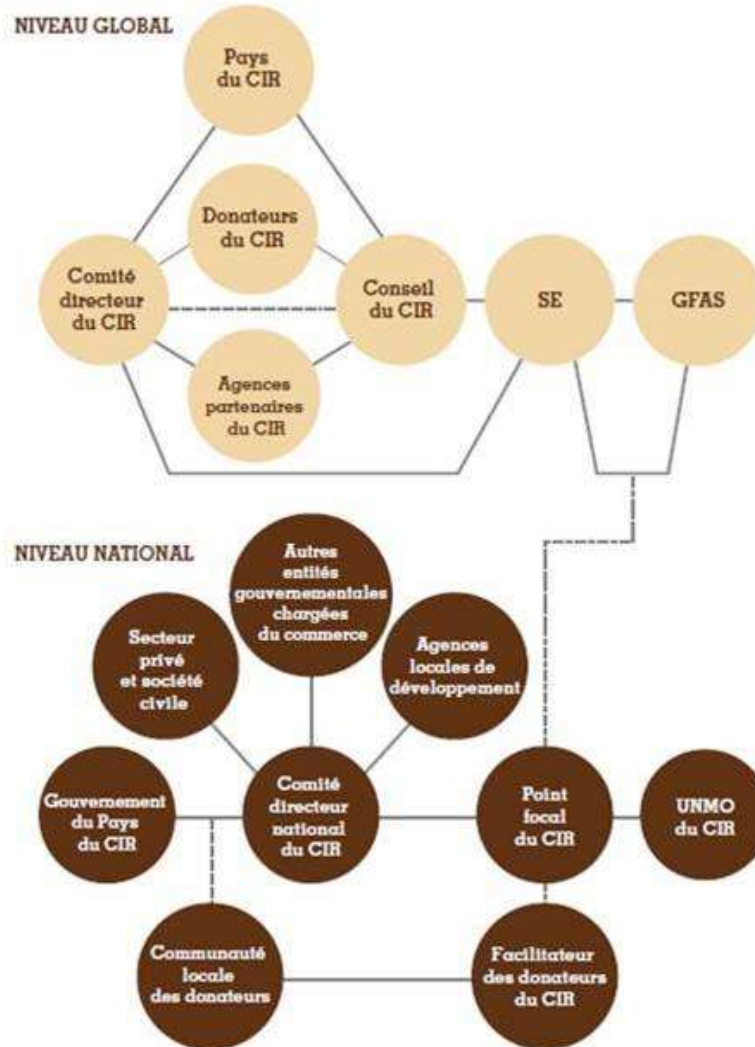 NIVEAU GLOBAL
Pays
du CIR
Donateurs
du CIR
Comité
directeur
du CIR
Conseil
du CIR
SE
GFAS
Agences
partenaires
du CIR
NIVEAU NATIONAL
Autres
entités
gouvernementales
chargées
du commerce
Secteur
privé
et société
civile
Agences
locales de
développement
Gouvernement
du Pays
du CIR
Comité
directeur
national
du CIR
Point
focal
du CIR
UNMO
du CIR
Communauté
locale
des donateurs
Facilitateur
des donateurs
du CIR